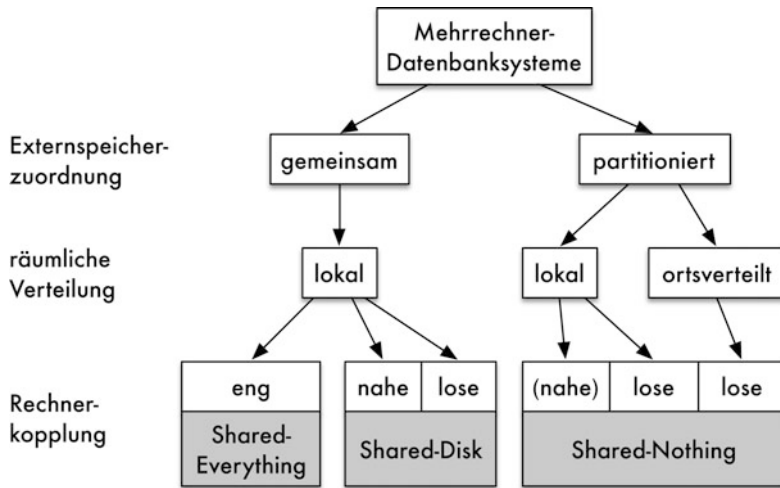 Mehrrechner-
Datenbanksysteme
Externspeicher-
zuordnung
gemeinsam
partitioniert
räumliche
Verteilung
lokal
lokal
ortsverteilt
Rechner-
kopplung
eng
nahe
lose
(nahe)
lose
lose
Shared-
Everything
Shared-Disk
Shared-Nothing